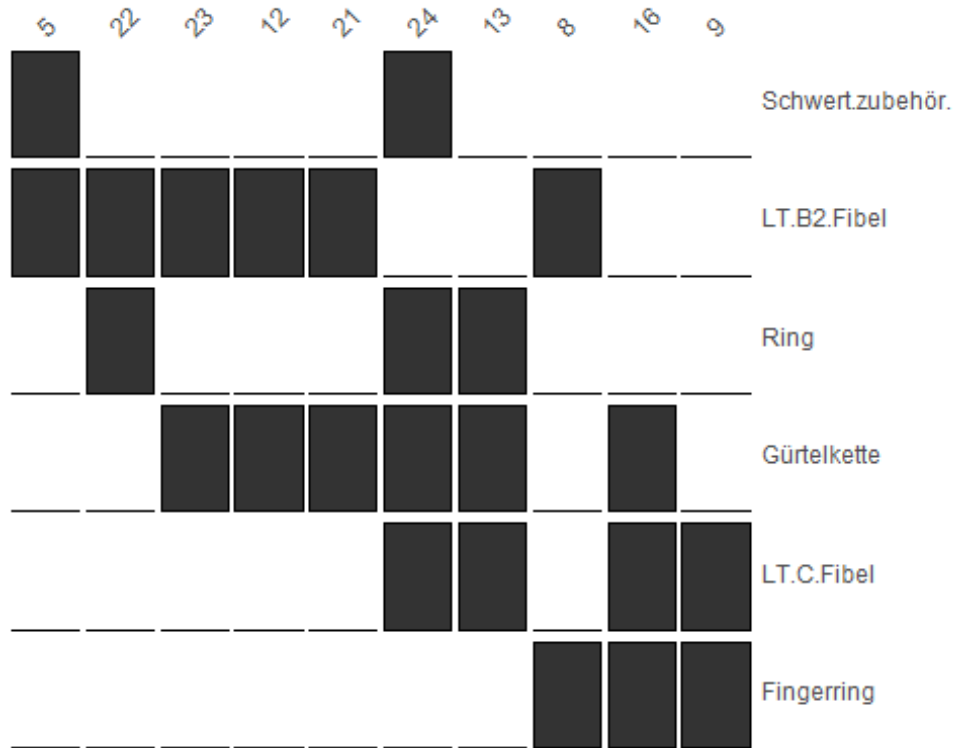 5 22 23 12 21 24 13 8 16 9
Schwert.zubehör.
LT.B2.Fibel
Ring
Gürtelkette
LT.C.Fibel
Fingerring